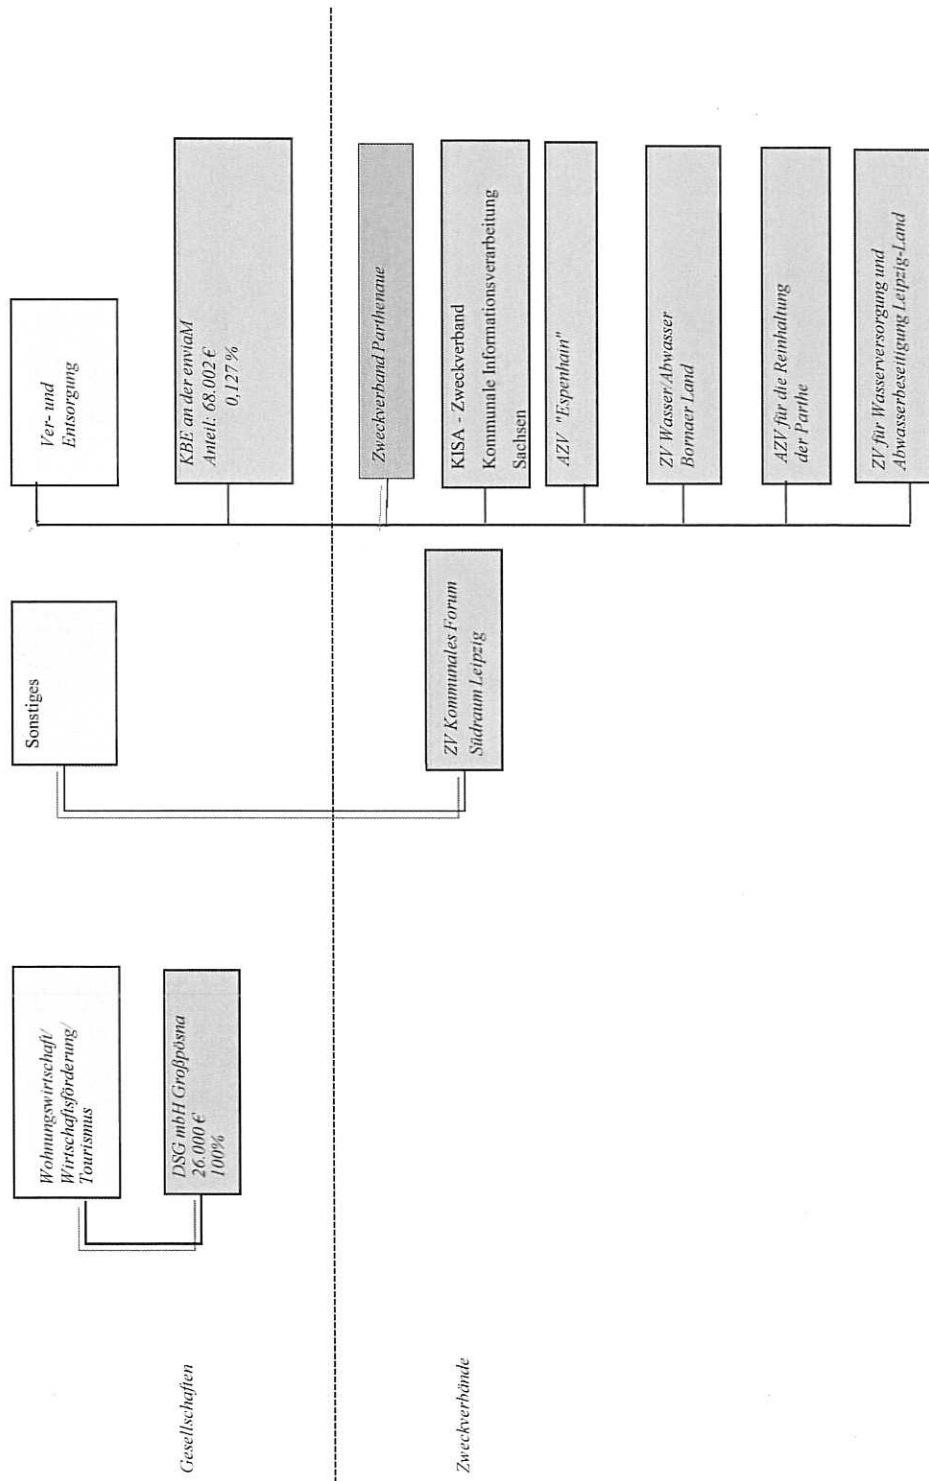 Wohnungswirtschaft/
Wirtschaftsförderung/
Tourismus
Sonstiges
Ver- und
Entsorgung
Gesellschaften
DSG mbH Großpösna
26.000 €
100%
KBE an der enviaM
Anteil: 68.002 €
0,127 %
Zweckverbände
ZV Kommunales Forum
Südraum Leipzig
Zweckverband Parthenaue
KISA - Zweckverband
Kommunale Informationsverarbeitung
Sachsen
AZV "Espenhain"
ZV Wasser/Abwasser
Bornaer Land
AZV für die Reinhaltung
der Parthe
ZV für Wasserversorgung und
Abwasserbeseitigung Leipzig-Land